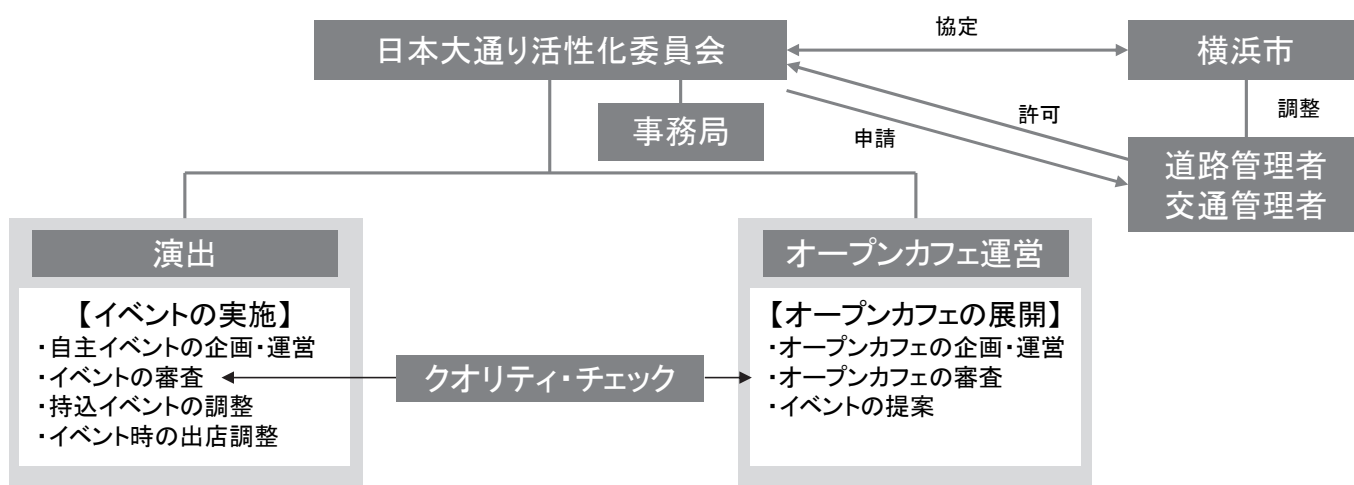 日本大通り活性化委員会
協定
横浜市
事務局
許可
申請
調整
道路管理者
交通管理者
演出
【イベントの実施】
・自主イベントの企画・運営
・イベントの審査
・持込イベントの調整
・イベント時の出店調整
クオリティ・チェック
オープンカフェ運営
【オープンカフェの展開】
・オープンカフェの企画・運営
・オープンカフェの審査
・イベントの提案